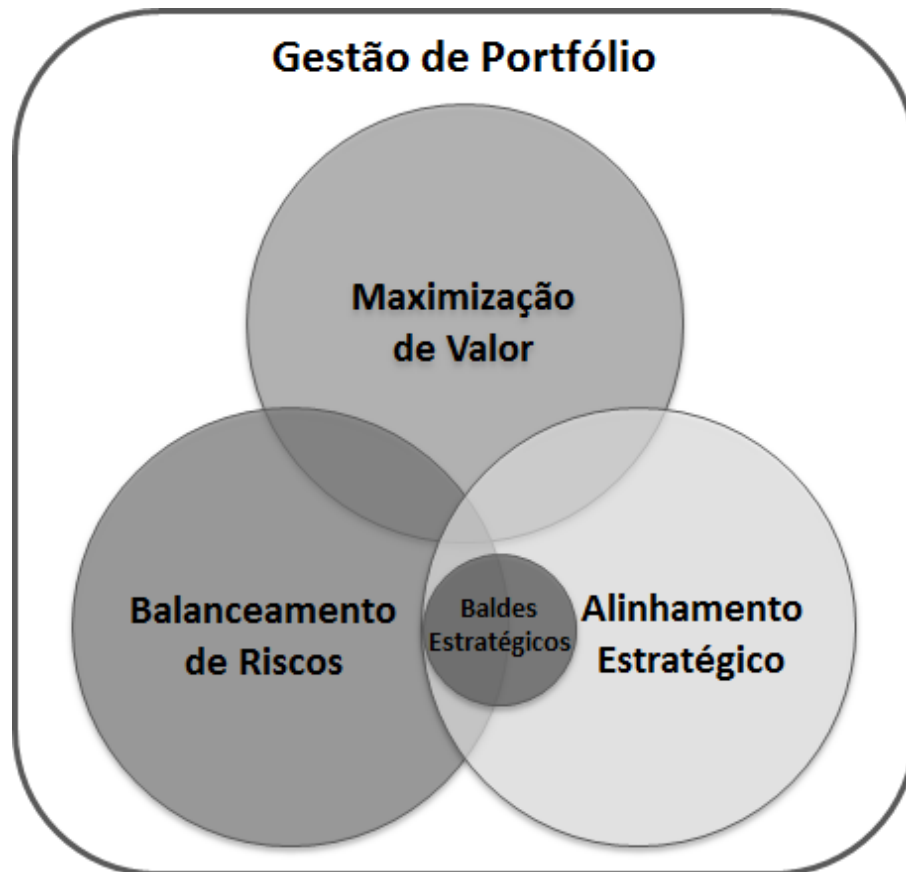 Gestão de Portfólio
Maximização
de Valor
Balanceamento
de Riscos
Baldes
Estratégicos
Alinhamento
Estratégico